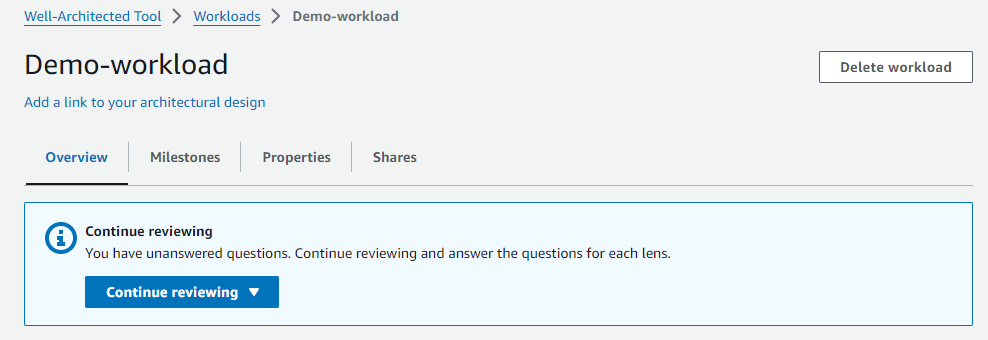 Well-Architected Tool > Workloads > Demo-workload
Demo-workload
Delete workload
Add a link to your architectural design
Overview Milestones Properties Shares
Continue reviewing
You have unanswered questions. Continue reviewing and answer the questions for each lens.
Continue reviewing